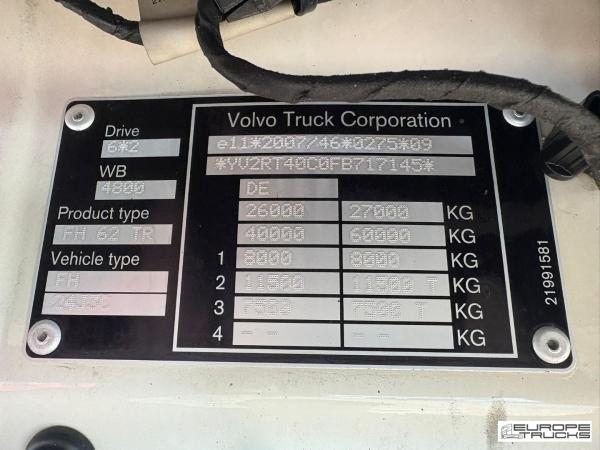 Volvo Truck Corporation
e11*2007/46*0275*09
*YV2RT40C0FB717145*
DE
26000 27000 KG
40000 60000 KG
1 8000 8000 KG
2 11500 11500 T KG
3 7500 7500 T KG
4 -- -- KG
Drive
6*2
WB
4800
Product type
FH 62 TR
Vehicle type
FH
21991581
EUROPE
TRUCKS